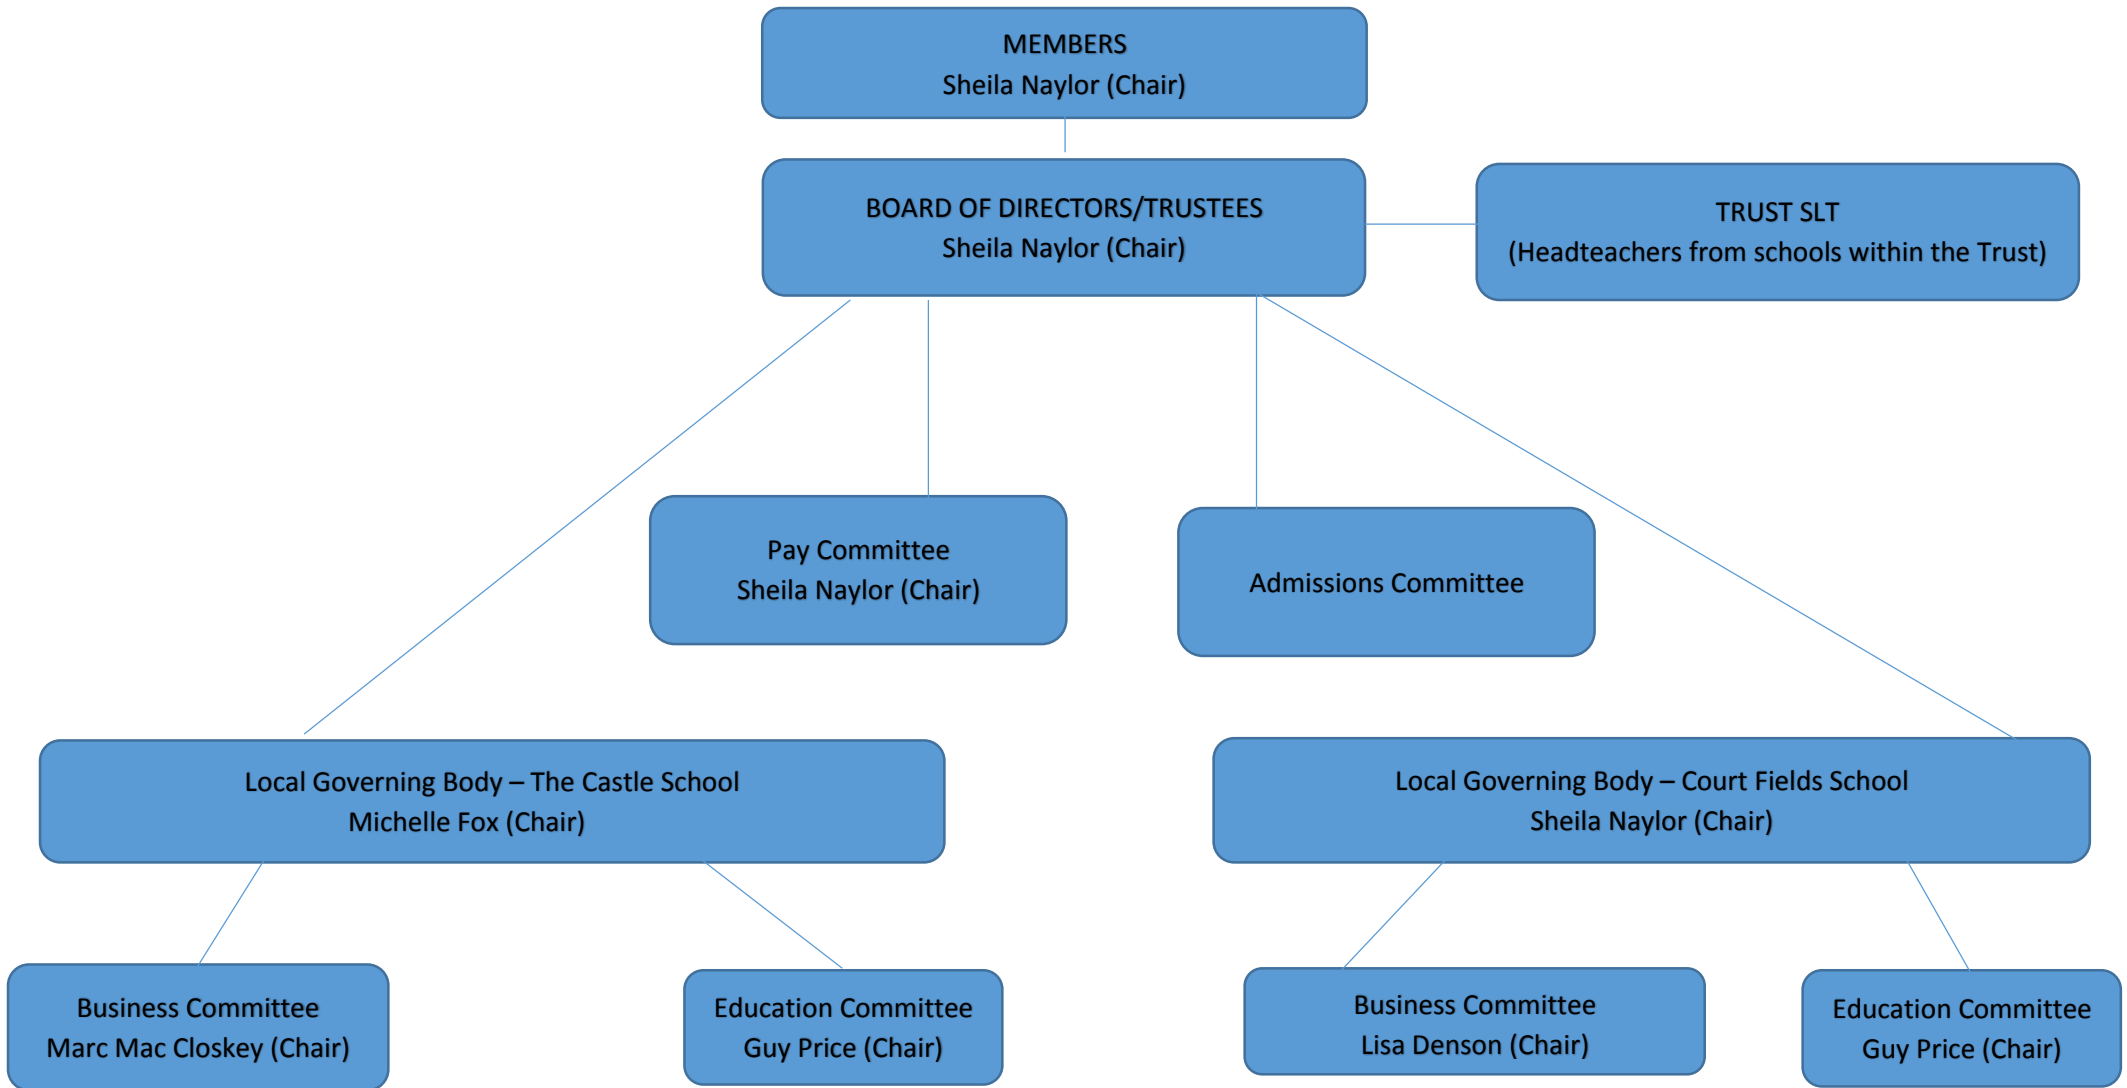 MEMBERS
Sheila Naylor (Chair)
BOARD OF DIRECTORS/TRUSTEES
Sheila Naylor (Chair)
TRUST SLT
(Headteachers from schools within the Trust)
Pay Committee
Sheila Naylor (Chair)
Admissions Committee
Local Governing Body – The Castle School
Michelle Fox (Chair)
Local Governing Body – Court Fields School
Sheila Naylor (Chair)
Business Committee
Marc Mac Closkey (Chair)
Education Committee
Guy Price (Chair)
Business Committee
Lisa Denson (Chair)
Education Committee
Guy Price (Chair)